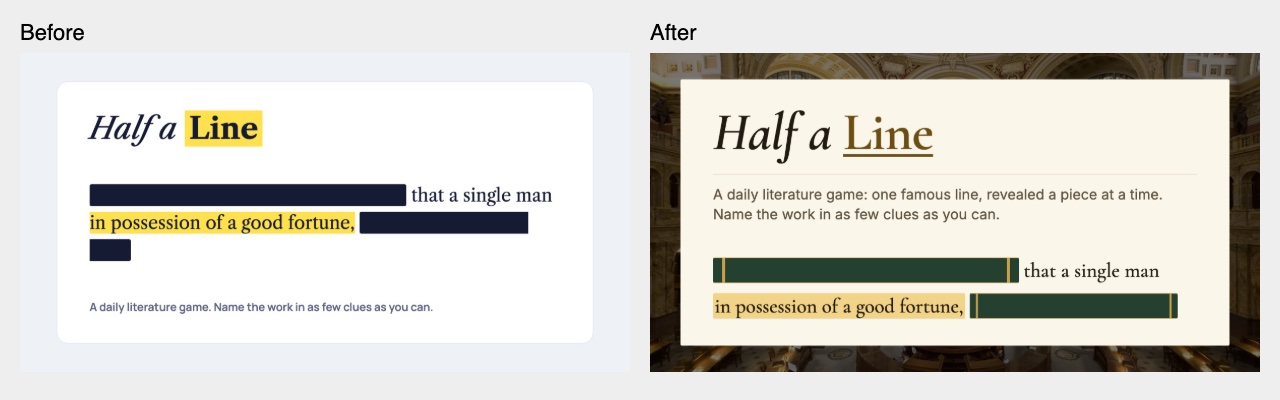 Before
Half a Line
that a single man
in possession of a good fortune,
A daily literature game. Name the work in as few clues as you can.
After
Half a Line
A daily literature game: one famous line, revealed a piece at a time.
Name the work in as few clues as you can.
that a single man
in possession of a good fortune,